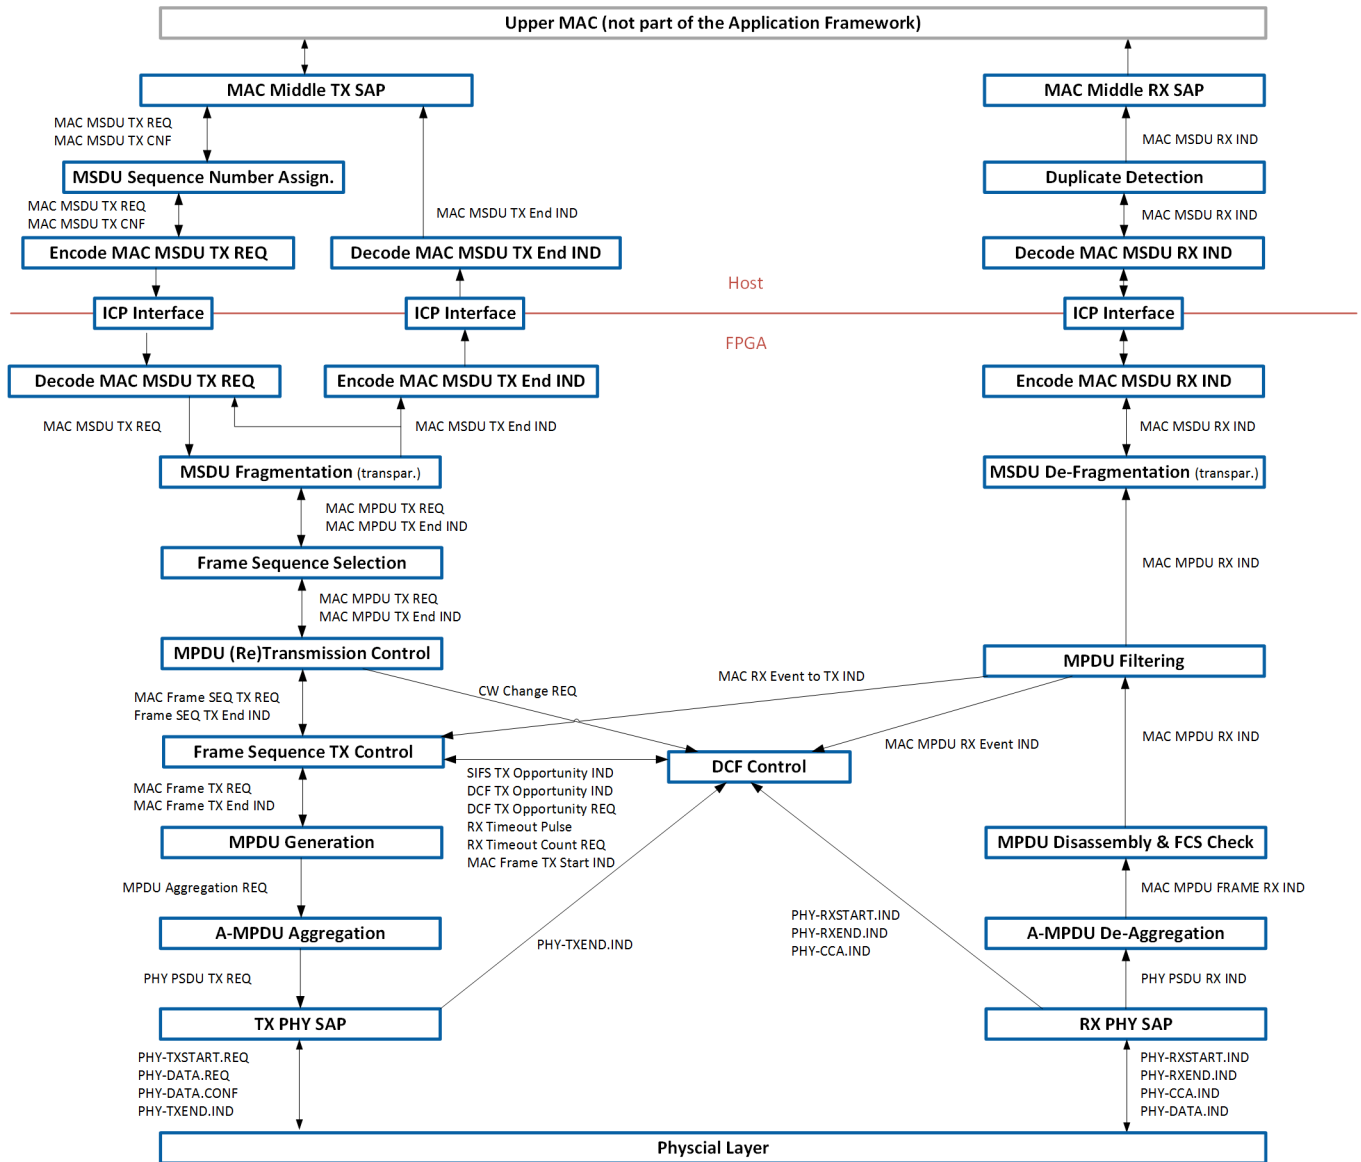 Upper MAC (not part of the Application Framework)
MAC Middle TX SAP
MAC Middle RX SAP
MAC MSDU TX REQ
MAC MSDU TX CNF
MAC MSDU RX IND
MSDU Sequence Number Assign.
Duplicate Detection
MAC MSDU TX REQ
MAC MSDU TX CNF
MAC MSDU TX End IND
MAC MSDU RX IND
Encode MAC MSDU TX REQ
Decode MAC MSDU TX End IND
Decode MAC MSDU RX IND
Host
ICP Interface
ICP Interface
ICP Interface
FPGA
Decode MAC MSDU TX REQ
Encode MAC MSDU TX End IND
Encode MAC MSDU RX IND
MAC MSDU TX REQ
MAC MSDU TX End IND
MAC MSDU RX IND
MSDU Fragmentation (transpar.)
MSDU De-Fragmentation (transpar.)
MAC MPDU TX REQ
MAC MPDU TX End IND
Frame Sequence Selection
MAC MPDU RX IND
MAC MPDU TX REQ
MAC MPDU TX End IND
MPDU (Re)Transmission Control
MPDU Filtering
MAC RX Event to TX IND
CW Change REQ
MAC Frame SEQ TX REQ
Frame SEQ TX End IND
MAC MPDU RX Event IND
MAC MPDU RX IND
Frame Sequence TX Control
DCF Control
SIFS TX Opportunity IND
DCF TX Opportunity IND
DCF TX Opportunity REQ
RX Timeout Pulse
RX Timeout Count REQ
MAC Frame TX Start IND
MAC Frame TX REQ
MAC Frame TX End IND
MPDU Generation
MPDU Disassembly & FCS Check
MPDU Aggregation REQ
MAC MPDU FRAME RX IND
A-MPDU Aggregation
A-MPDU De-Aggregation
PHY-TXEND.IND
PHY-RXSTART.IND
PHY-RXEND.IND
PHY-CCA.IND
PHY PSDU TX REQ
PHY PSDU RX IND
TX PHY SAP
RX PHY SAP
PHY-TXSTART.REQ
PHY-DATA.REQ
PHY-DATA.CONF
PHY-TXEND.IND
PHY-RXSTART.IND
PHY-RXEND.IND
PHY-CCA.IND
PHY-DATA.IND
Physcial Layer